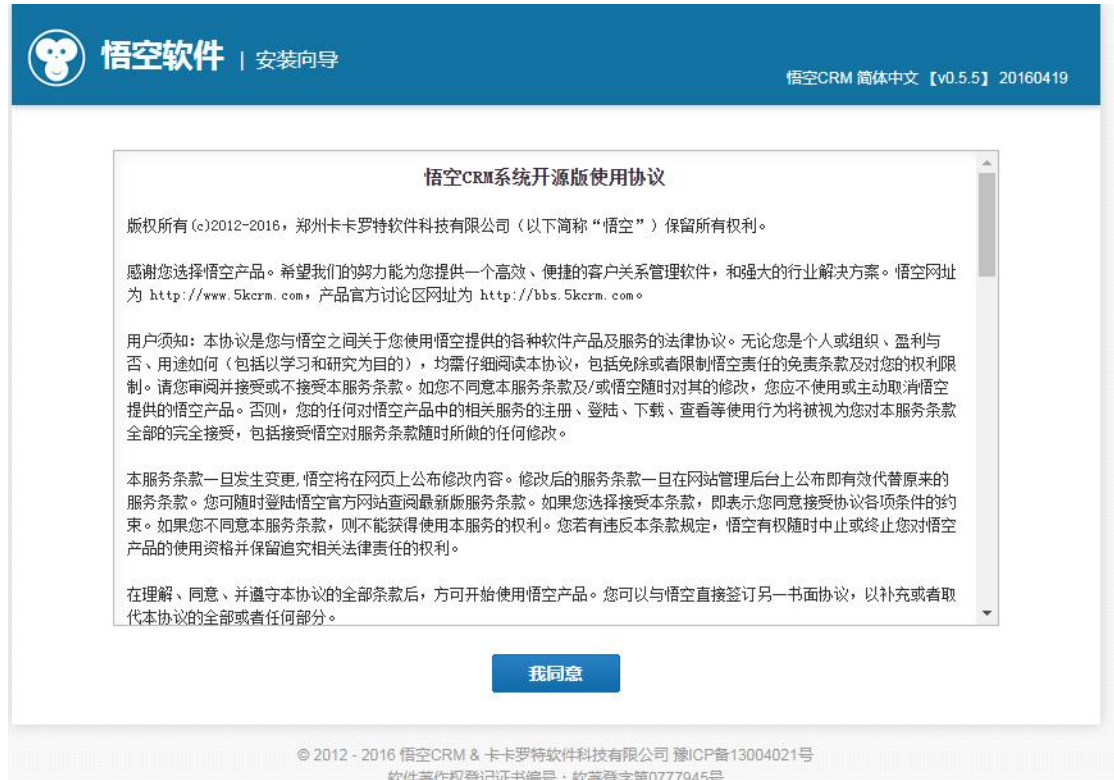 悟空软件 | 安装向导
悟空CRM 简体中文 【v0.5.5】 20160419
悟空CRM系统开源版使用协议
版权所有(c)2012-2016，郑州卡卡罗特软件科技有限公司（以下简称“悟空”）保留所有权利。
感谢您选择悟空产品。希望我们的努力能为您提供一个高效、便捷的客户关系管理软件，和强大的行业解决方案。悟空网址
为 http://www.5kcrm.com，产品官方讨论区网址为 http://bbs.5kcrm.com。
用户须知：本协议是您与悟空之间关于您使用悟空提供的各种软件产品及服务的法律协议。无论您是个人或组织、盈利与
否、用途如何（包括以学习和研究为目的），均需仔细阅读本协议，包括免除或者限制悟空责任的免责条款及对您的权利限
制。请您审阅并接受或不接受本服务条款。如您不同意本服务条款及/或悟空随时对其的修改，您应不使用或主动取消悟空
提供的悟空产品。否则，您的任何对悟空产品中的相关服务的注册、登陆、下载、查看等使用行为将被视为您对本服务条款
全部的完全接受，包括接受悟空对服务条款随时所做的任何修改。
本服务条款一旦发生变更,悟空将在网页上公布修改内容。修改后的服务条款一旦在网站管理后台上公布即有效代替原来的
服务条款。您可随时登陆悟空官方网站查阅最新版服务条款。如果您选择接受本条款，即表示您同意接受协议各项条件的约
束。如果您不同意本服务条款，则不能获得使用本服务的权利。您若有违反本条款规定，悟空有权随时中止或终止您对悟空
产品的使用资格并保留追究相关法律责任的权利。
在理解、同意、并遵守本协议的全部条款后，方可开始使用悟空产品。您可以与悟空直接签订另一书面协议，以补充或者取
代本协议的全部或者任何部分。
我同意
© 2012 - 2016 悟空CRM & 卡卡罗特软件科技有限公司 豫ICP备13004021号
软件著作权登记证书编号：软著登字第0777945号